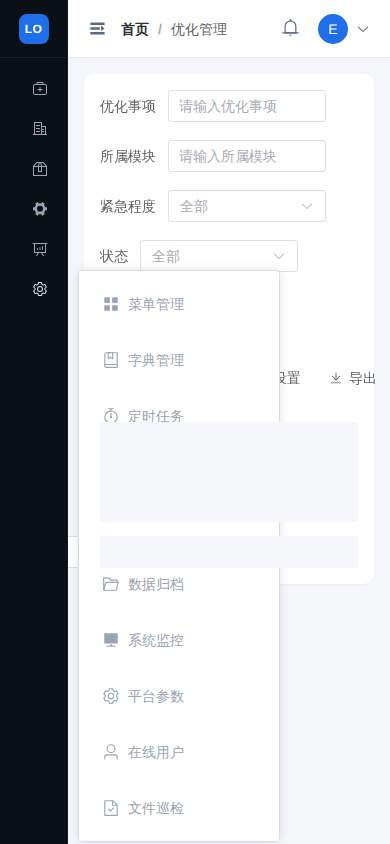 LO
首页 / 优化管理
E
优化事项 请输入优化事项
所属模块 请输入所属模块
紧急程度 全部
状态 全部
菜单管理
字典管理
置 导出
定时任务
数据归档
系统监控
平台参数
在线用户
文件巡检